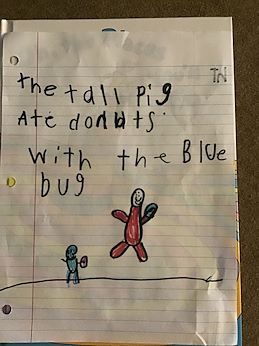 TN
the tall pig
Ate donuts.
with the Blue
bug